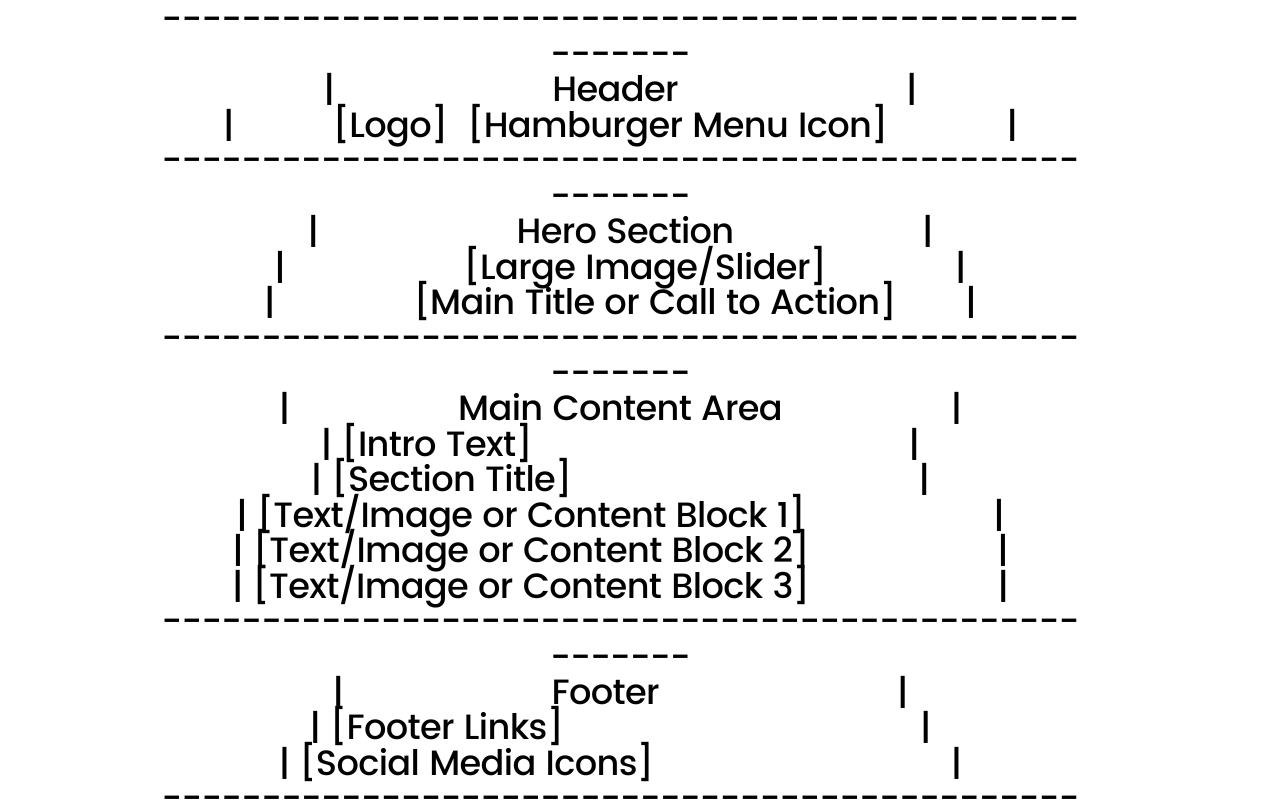 ----------------------------------------------
-------
| Header |
| [Logo] [Hamburger Menu Icon] |
----------------------------------------------
-------
| Hero Section |
| [Large Image/Slider] |
| [Main Title or Call to Action] |
----------------------------------------------
-------
| Main Content Area |
| [Intro Text] |
| [Section Title] |
| [Text/Image or Content Block 1] |
| [Text/Image or Content Block 2] |
| [Text/Image or Content Block 3] |
----------------------------------------------
-------
| Footer |
| [Footer Links] |
| [Social Media Icons] |
----------------------------------------------